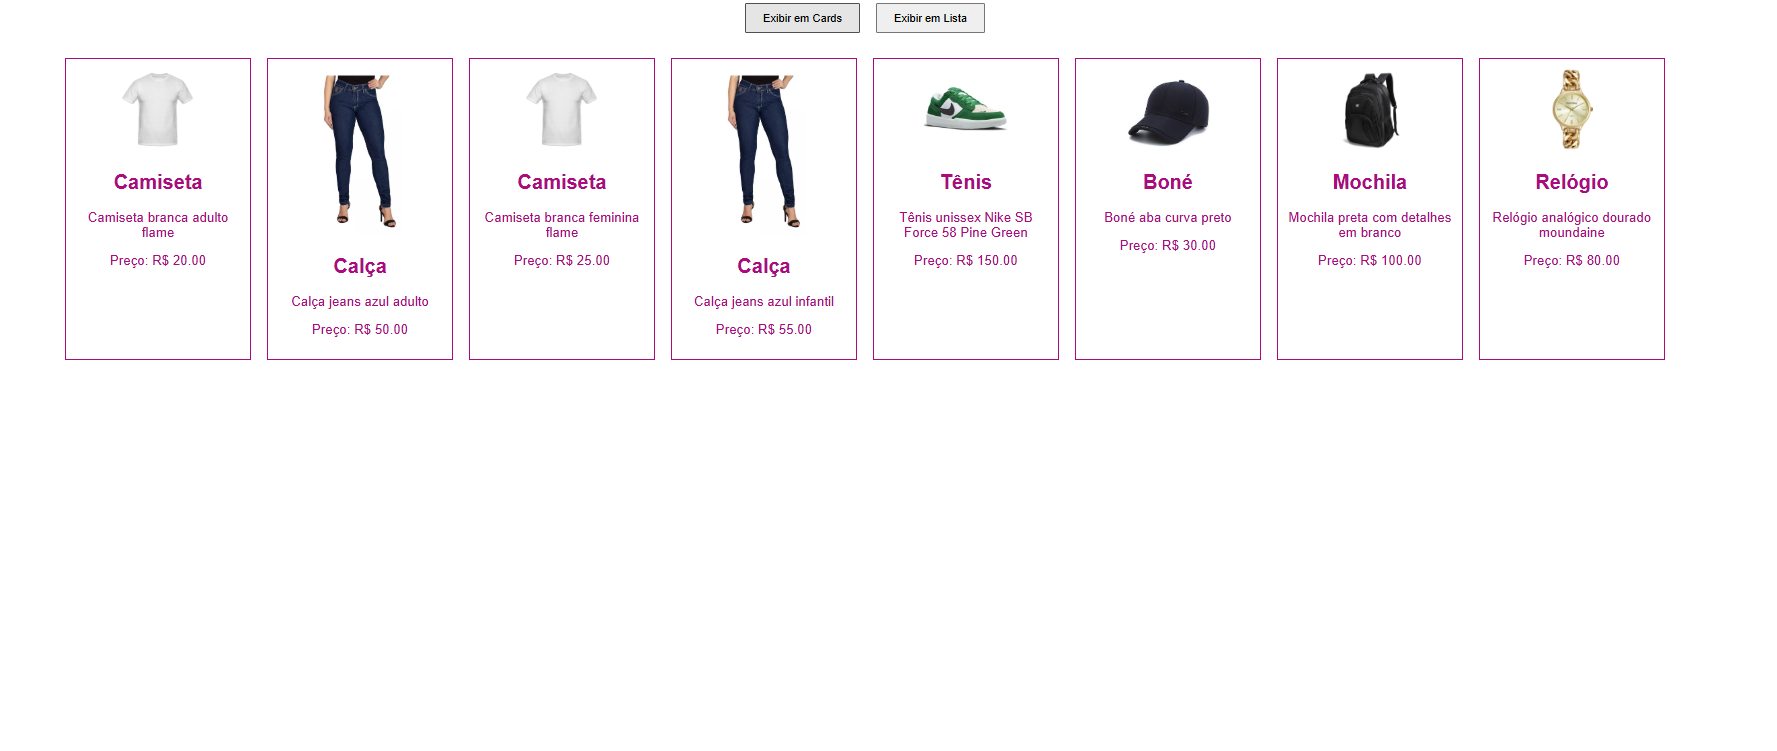 Exibir em Cards
Exibir em Lista
Camiseta
Camiseta branca adulto
flame
Preço: R$ 20.00
Calça
Calça jeans azul adulto
Preço: R$ 50.00
Camiseta
Camiseta branca feminina
flame
Preço: R$ 25.00
Calça
Calça jeans azul infantil
Preço: R$ 55.00
Tênis
Tênis unissex Nike SB
Force 58 Pine Green
Preço: R$ 150.00
Boné
Boné aba curva preto
Preço: R$ 30.00
Mochila
Mochila preta com detalhes
em branco
Preço: R$ 100.00
Relógio
Relógio analógico dourado
moundaine
Preço: R$ 80.00